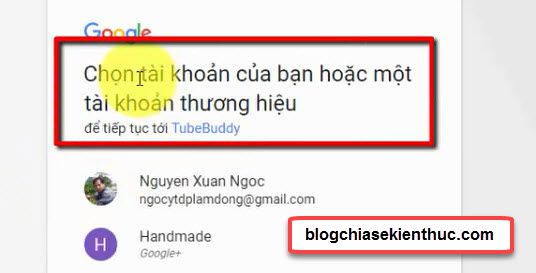 Google
Chọn tài khoản của bạn hoặc một
tài khoản thương hiệu
để tiếp tục tới TubeBuddy
Nguyen Xuan Ngoc
ngocytdplamdong@gmail.com
H
Handmade
Google+
blogchiasekienthuc.com